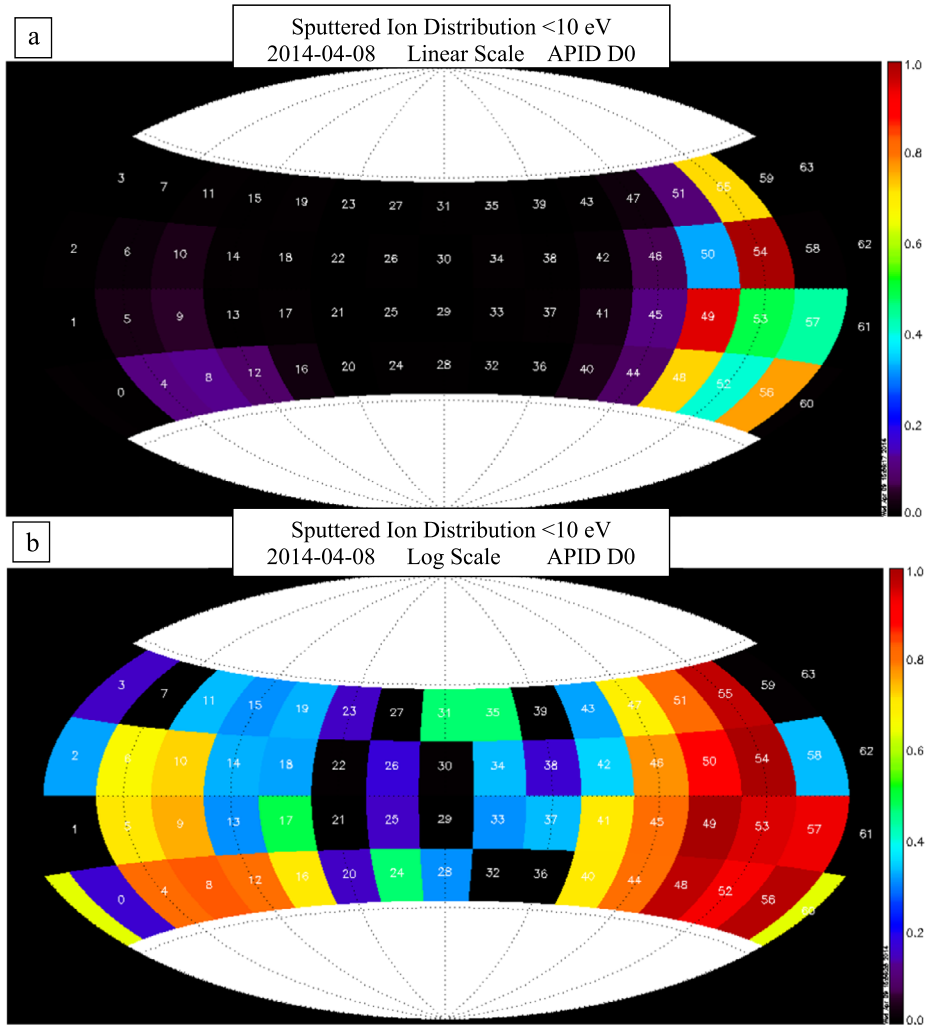 a
Sputtered Ion Distribution <10 eV
2014-04-08 Linear Scale APID D0
1.0
0.8
0.6
0.4
0.2
0.0
3 7 11 15 19 23 27 31 35 39 43 47 51 55 59 63
2 6 10 14 18 22 26 30 34 38 42 46 50 54 58 62
1 5 9 13 17 21 25 29 33 37 41 45 49 53 57 61
0 4 8 12 16 20 24 28 32 36 40 44 48 52 56 60
b
Sputtered Ion Distribution <10 eV
2014-04-08 Log Scale APID D0
1.0
0.8
0.6
0.4
0.2
0.0
3 7 11 15 19 23 27 31 35 39 43 47 51 55 59 63
2 6 10 14 18 22 26 30 34 38 42 46 50 54 58 62
1 5 9 13 17 21 25 29 33 37 41 45 49 53 57 61
0 4 8 12 16 20 24 28 32 36 40 44 48 52 56 60